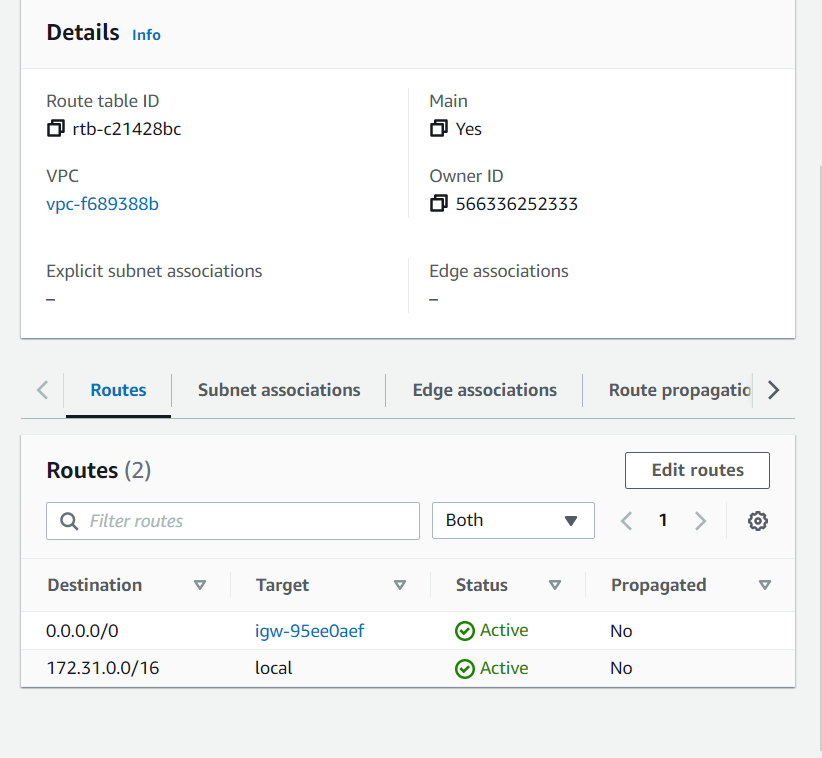 Details Info
Route table ID
rtb-c21428bc
Main
Yes
VPC
vpc-f689388b
Owner ID
566336252333
Explicit subnet associations
–
Edge associations
–
Routes Subnet associations Edge associations Route propagatio
Routes (2) Edit routes
Filter routes Both 1
Destination Target Status Propagated
0.0.0.0/0 igw-95ee0aef Active No
172.31.0.0/16 local Active No